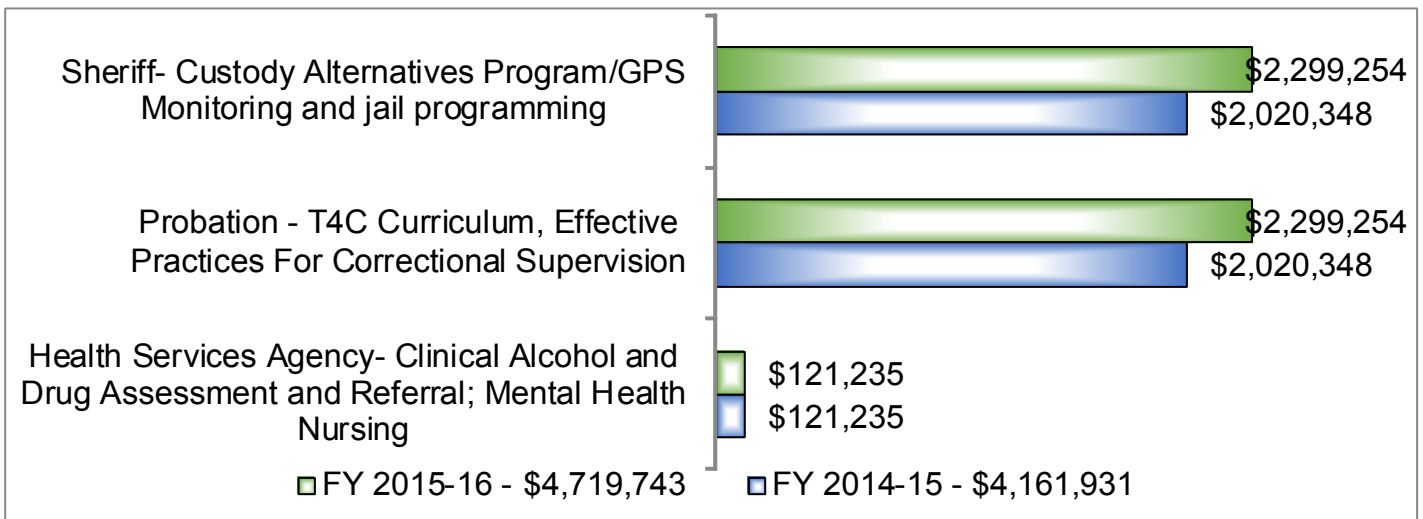 Sheriff- Custody Alternatives Program/GPS
Monitoring and jail programming
$2,299,254
$2,020,348
Probation - T4C Curriculum, Effective
Practices For Correctional Supervision
$2,299,254
$2,020,348
Health Services Agency- Clinical Alcohol and
Drug Assessment and Referral; Mental Health
Nursing
$121,235
$121,235
FY 2015-16 - $4,719,743
FY 2014-15 - $4,161,931